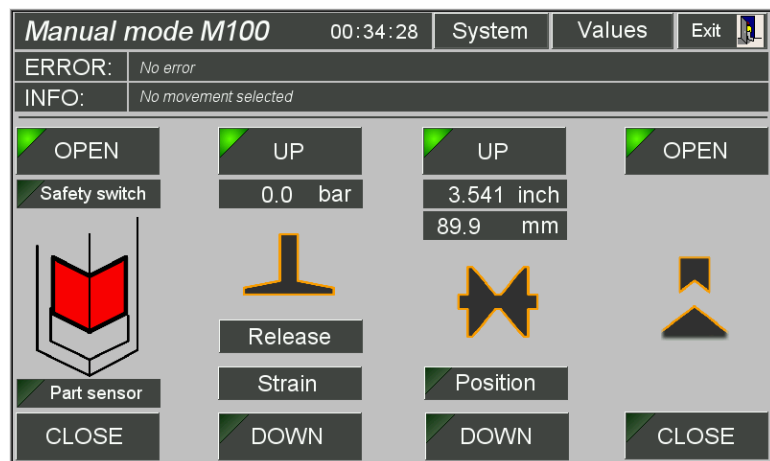 Manual mode M100 00:34:28 System Values Exit
ERROR: No error
INFO: No movement selected
OPEN UP UP OPEN
Safety switch 0.0 bar 3.541 inch
89.9 mm
Release
Strain Position
Part sensor
CLOSE DOWN DOWN CLOSE